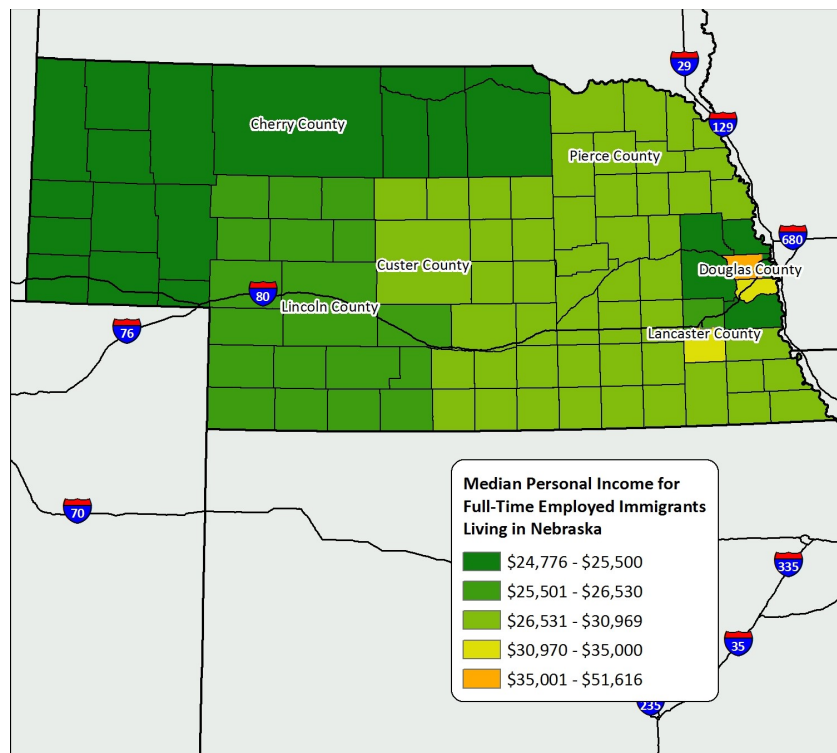 29
129
Cherry County
Pierce County
680
Douglas County
Custer County
80
Lincoln County
76
Lancaster County
70
Median Personal Income for
Full-Time Employed Immigrants
Living in Nebraska
$24,776 - $25,500
$25,501 - $26,530
$26,531 - $30,969
$30,970 - $35,000
$35,001 - $51,616
335
35
235